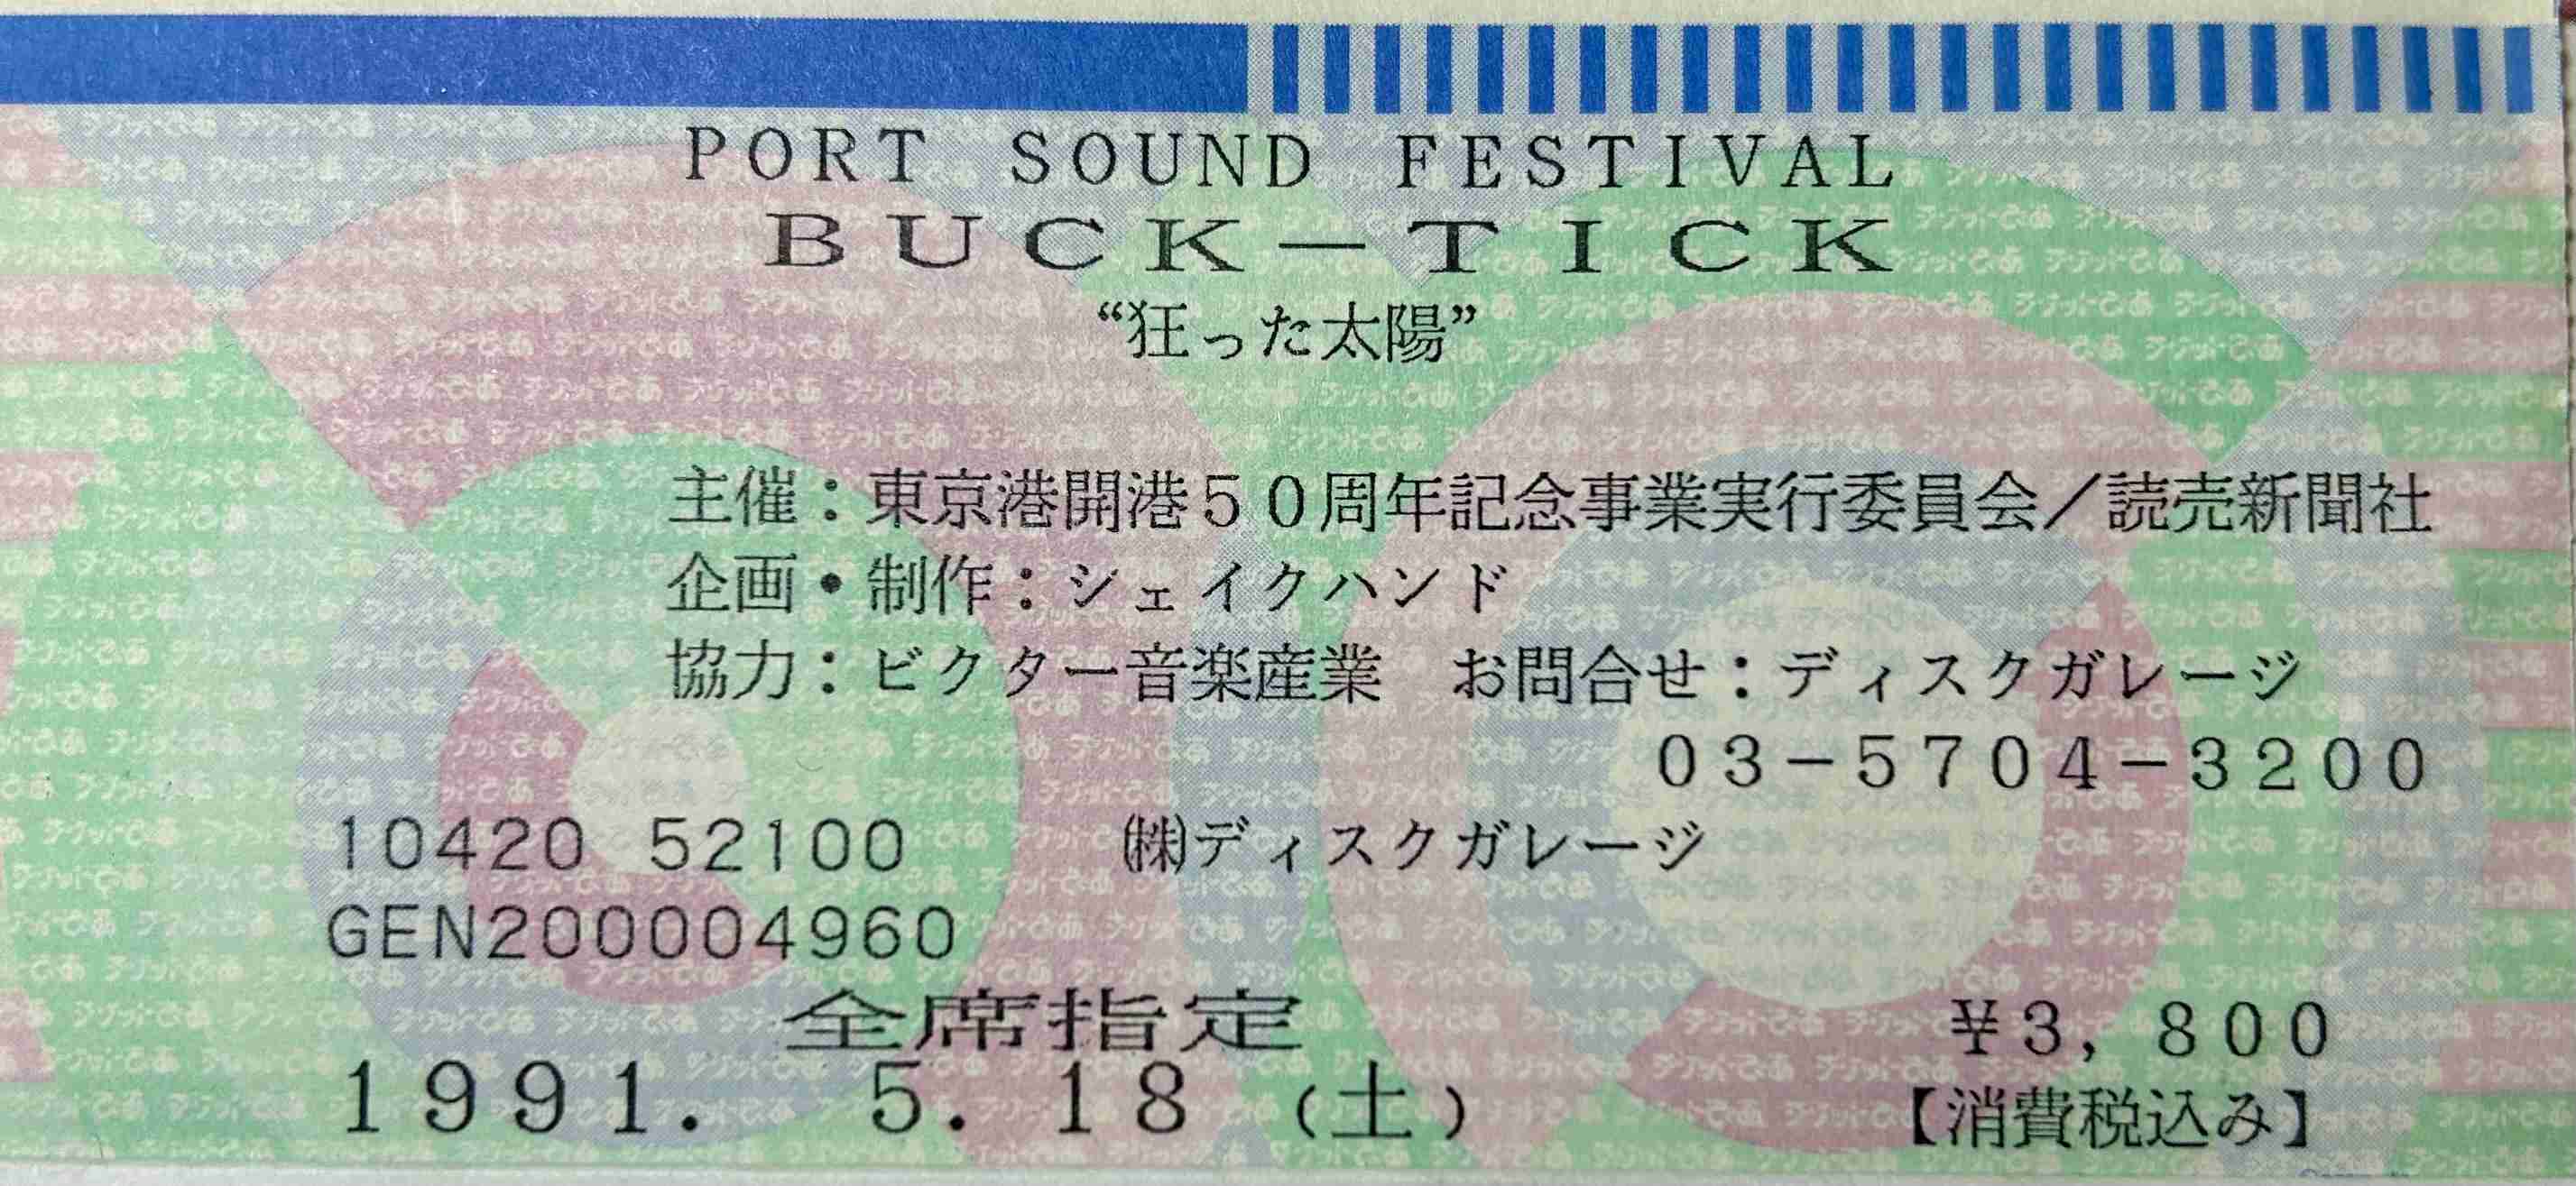 PORT SOUND FESTIVAL
BUCK－TICK
“狂った太陽”
主催：東京港開港５０周年記念事業実行委員会／読売新聞社
企画・制作：シェイクハンド
協力：ビクター音楽産業　お問合せ：ディスクガレージ
０３－５７０４－３２００
10420 52100　㈱ディスクガレージ
GEN200004960
全席指定　¥３，８００
１９９１．　５．１８（土）　【消費税込み】